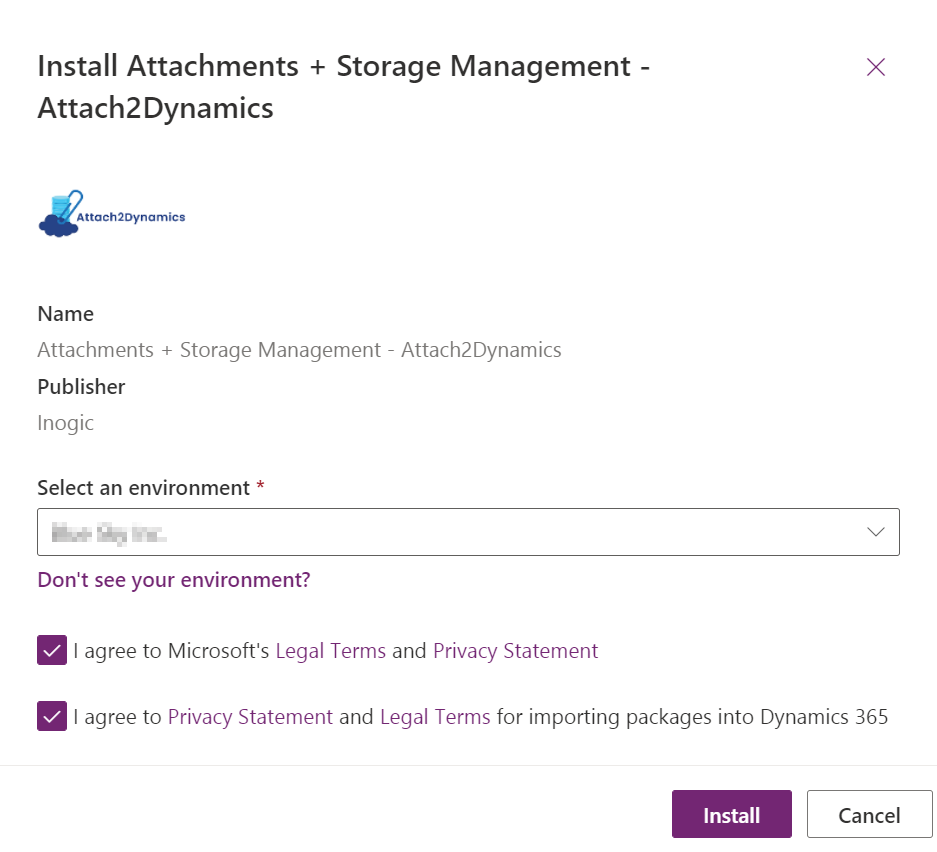 Install Attachments + Storage Management -
Attach2Dynamics
Attach2Dynamics
Name
Attachments + Storage Management - Attach2Dynamics
Publisher
Inogic
Select an environment *
Don't see your environment?
I agree to Microsoft's Legal Terms and Privacy Statement
I agree to Privacy Statement and Legal Terms for importing packages into Dynamics 365
Install
Cancel